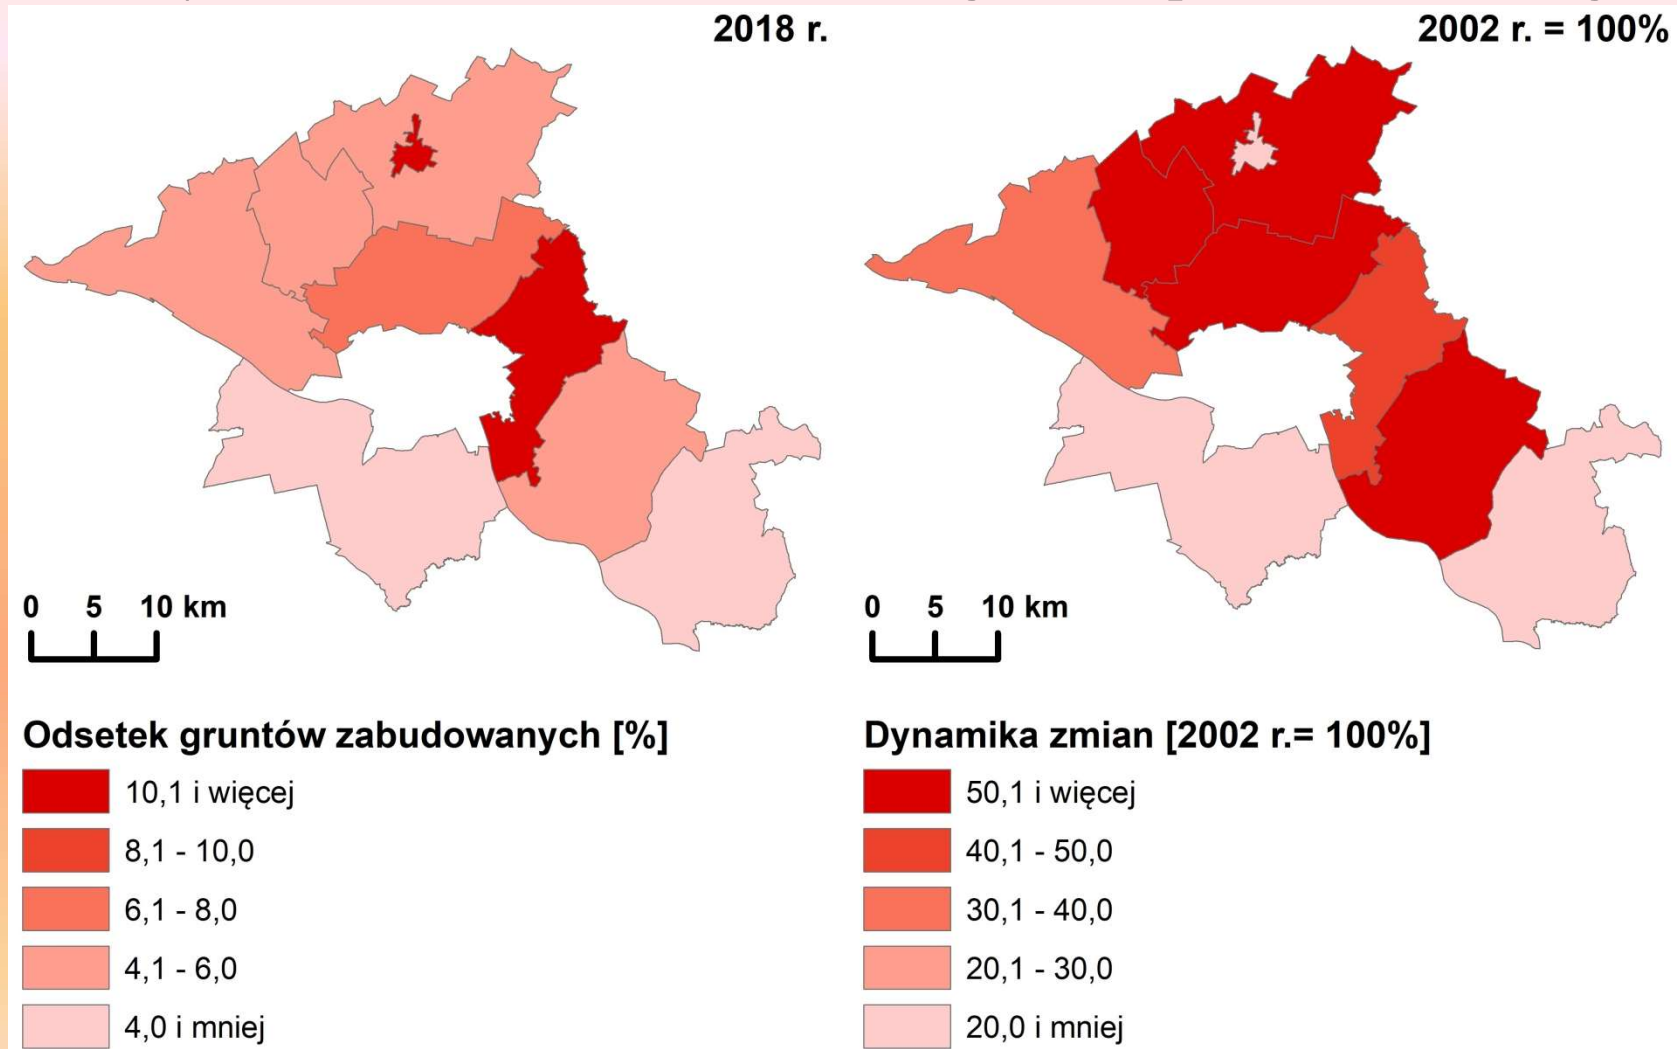 2018 r.
2002 r. = 100%
0 5 10 km
0 5 10 km
Odsetek gruntów zabudowanych [%]
10,1 i więcej
8,1 - 10,0
6,1 - 8,0
4,1 - 6,0
4,0 i mniej
Dynamika zmian [2002 r.= 100%]
50,1 i więcej
40,1 - 50,0
30,1 - 40,0
20,1 - 30,0
20,0 i mniej